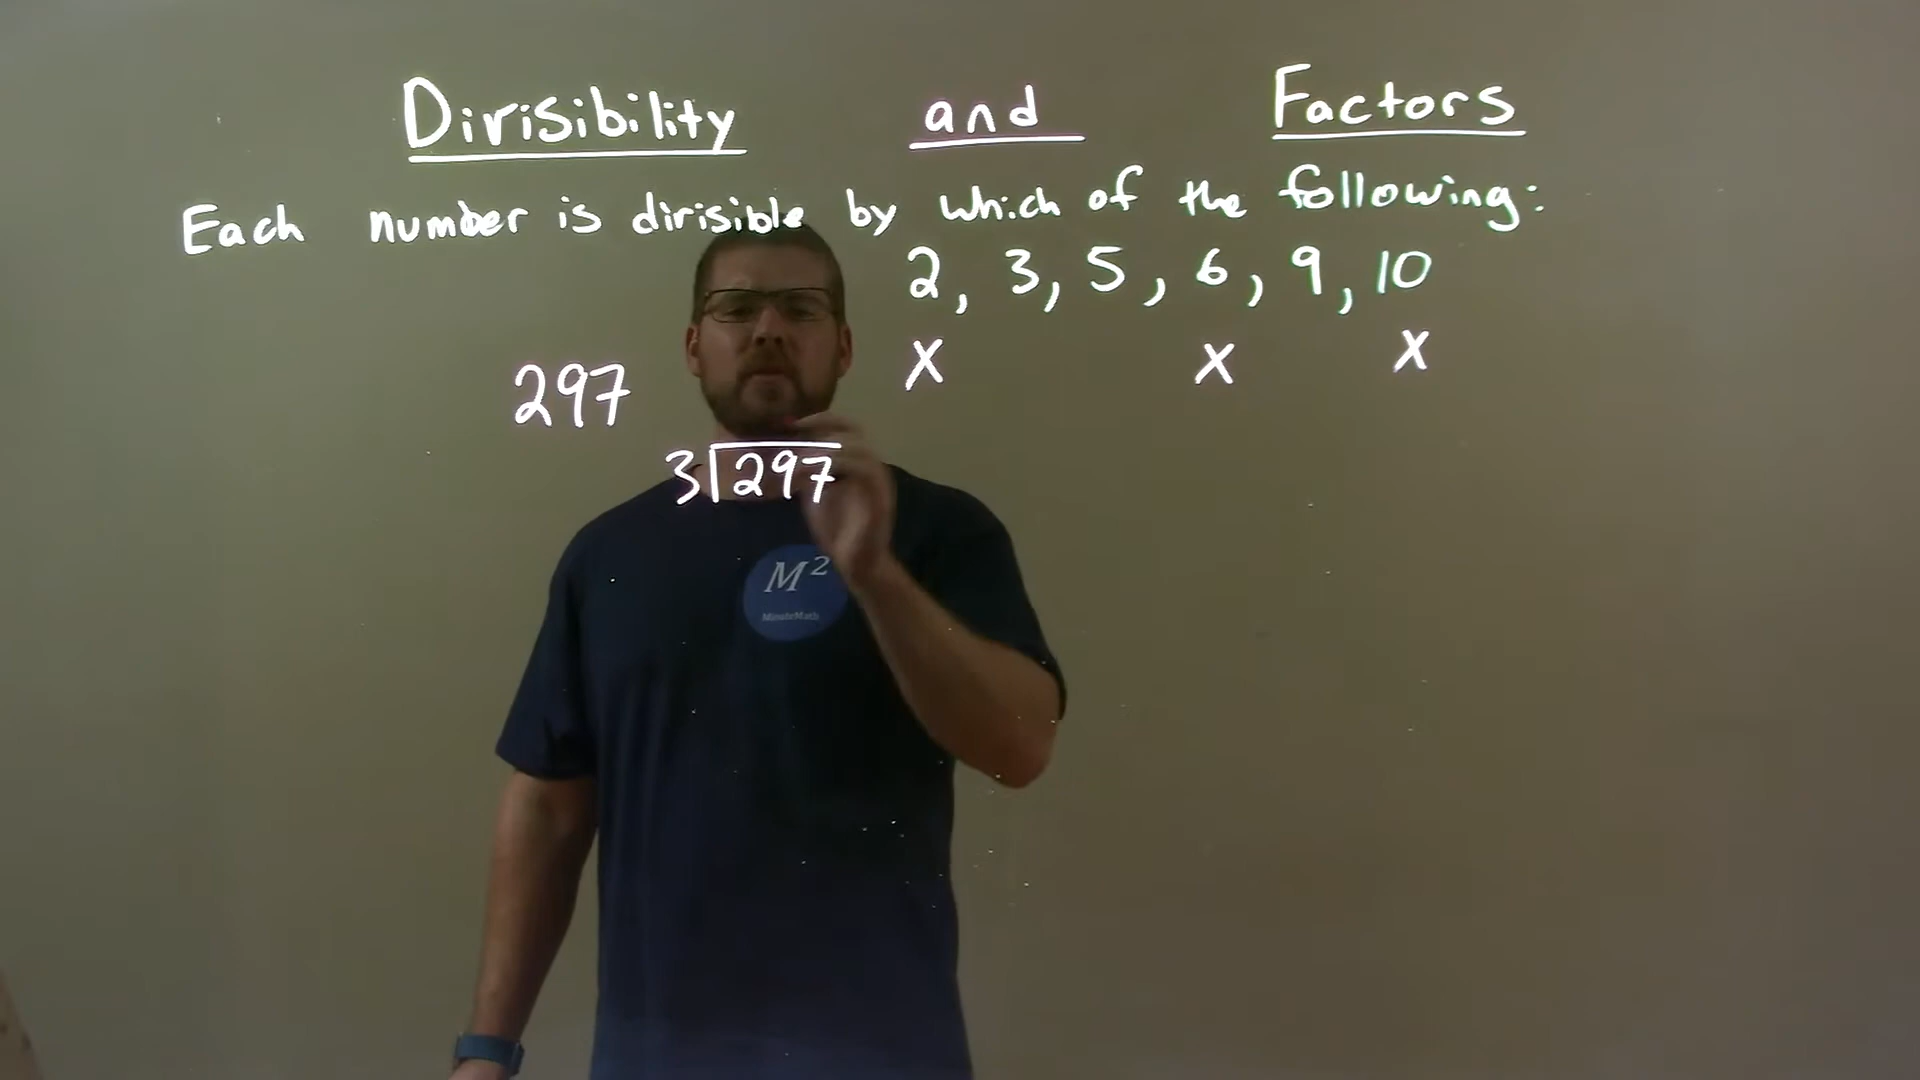 Divisibility and Factors
Each number is divisible by which of the following:
2, 3, 5, 6, 9, 10
X X X
297
3 297
M²
MinuteMath